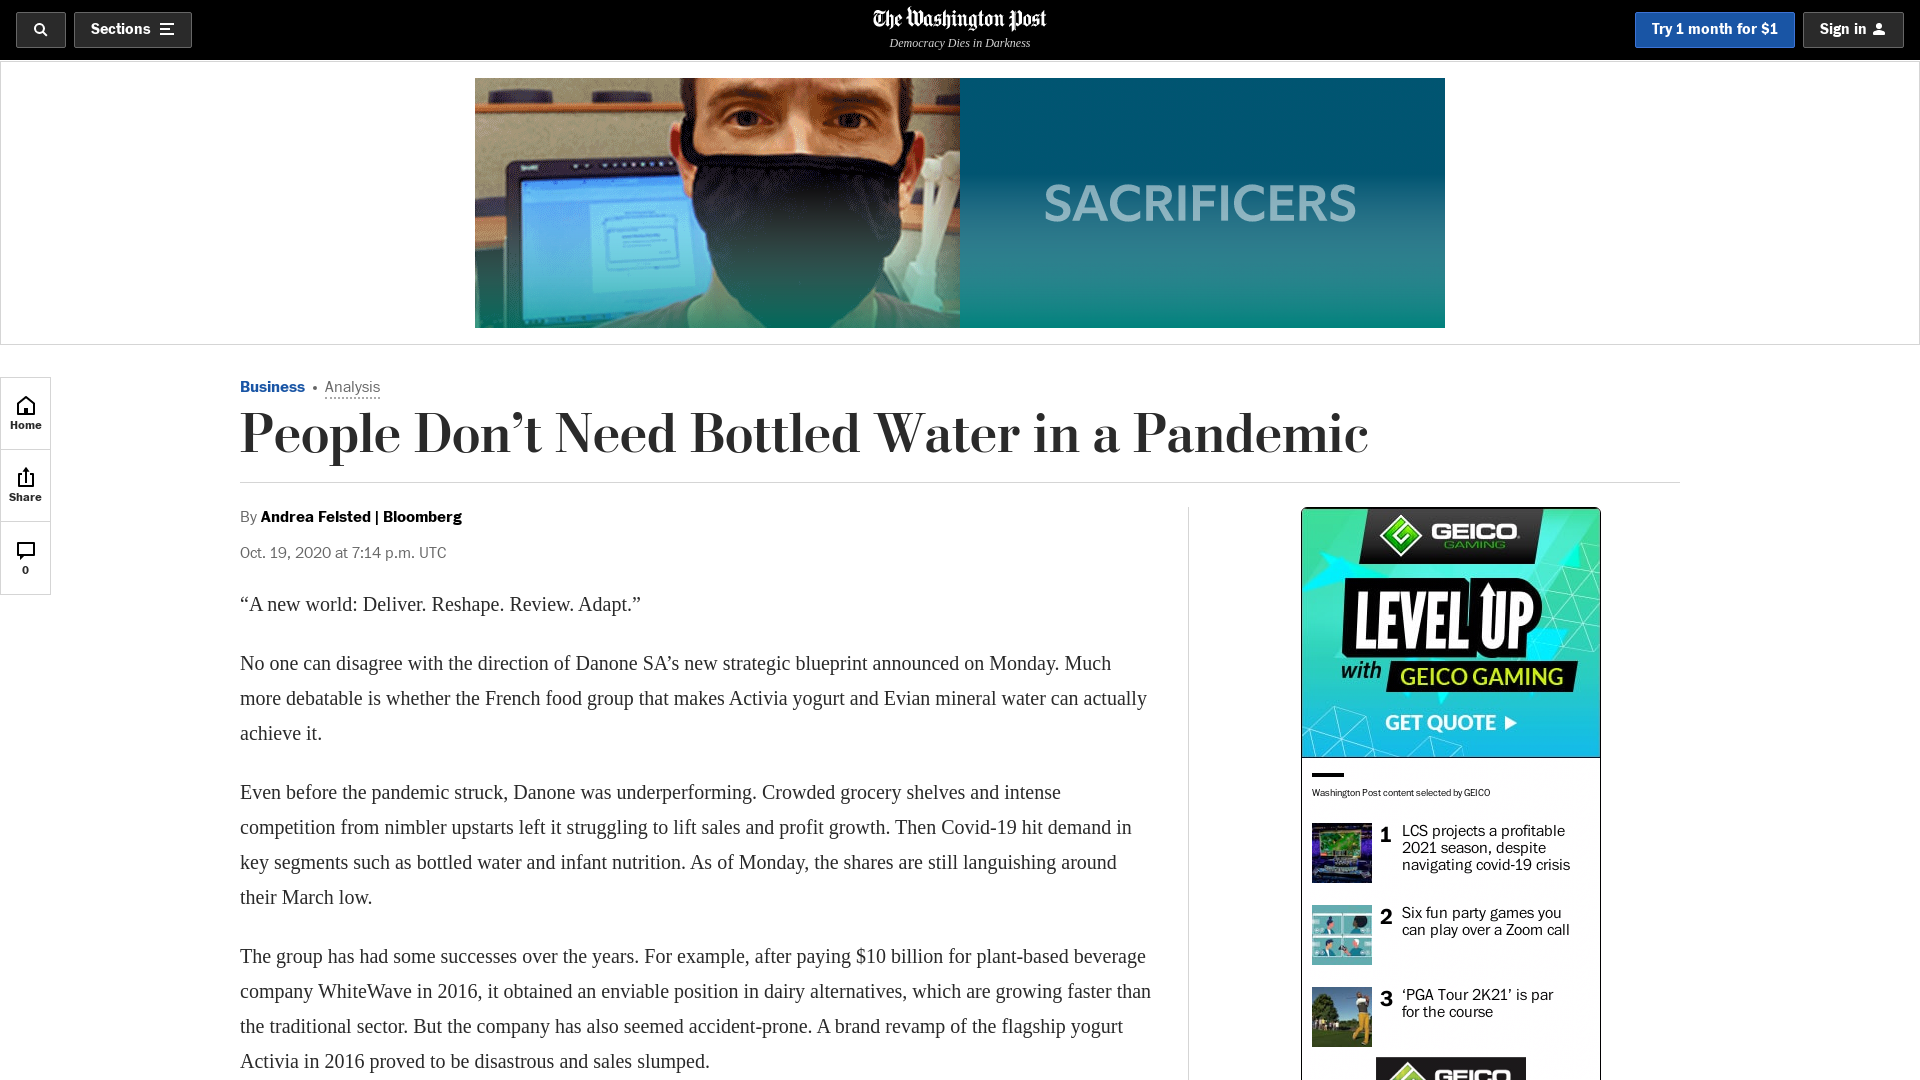 Sections
The Washington Post
Democracy Dies in Darkness
Try 1 month for $1
Sign in
SACRIFICERS
Home
Share
0
Business • Analysis
People Don’t Need Bottled Water in a Pandemic
By Andrea Felsted | Bloomberg
Oct. 19, 2020 at 7:14 p.m. UTC
“A new world: Deliver. Reshape. Review. Adapt.”
No one can disagree with the direction of Danone SA’s new strategic blueprint announced on Monday. Much
more debatable is whether the French food group that makes Activia yogurt and Evian mineral water can actually
achieve it.
Even before the pandemic struck, Danone was underperforming. Crowded grocery shelves and intense
competition from nimbler upstarts left it struggling to lift sales and profit growth. Then Covid-19 hit demand in
key segments such as bottled water and infant nutrition. As of Monday, the shares are still languishing around
their March low.
The group has had some successes over the years. For example, after paying $10 billion for plant-based beverage
company WhiteWave in 2016, it obtained an enviable position in dairy alternatives, which are growing faster than
the traditional sector. But the company has also seemed accident-prone. A brand revamp of the flagship yogurt
Activia in 2016 proved to be disastrous and sales slumped.
GEICO
GAMING
LEVEL UP
with GEICO GAMING
GET QUOTE
Washington Post content selected by GEICO
1 LCS projects a profitable
2021 season, despite
navigating covid-19 crisis
2 Six fun party games you
can play over a Zoom call
3 ‘PGA Tour 2K21’ is par
for the course
GEICO